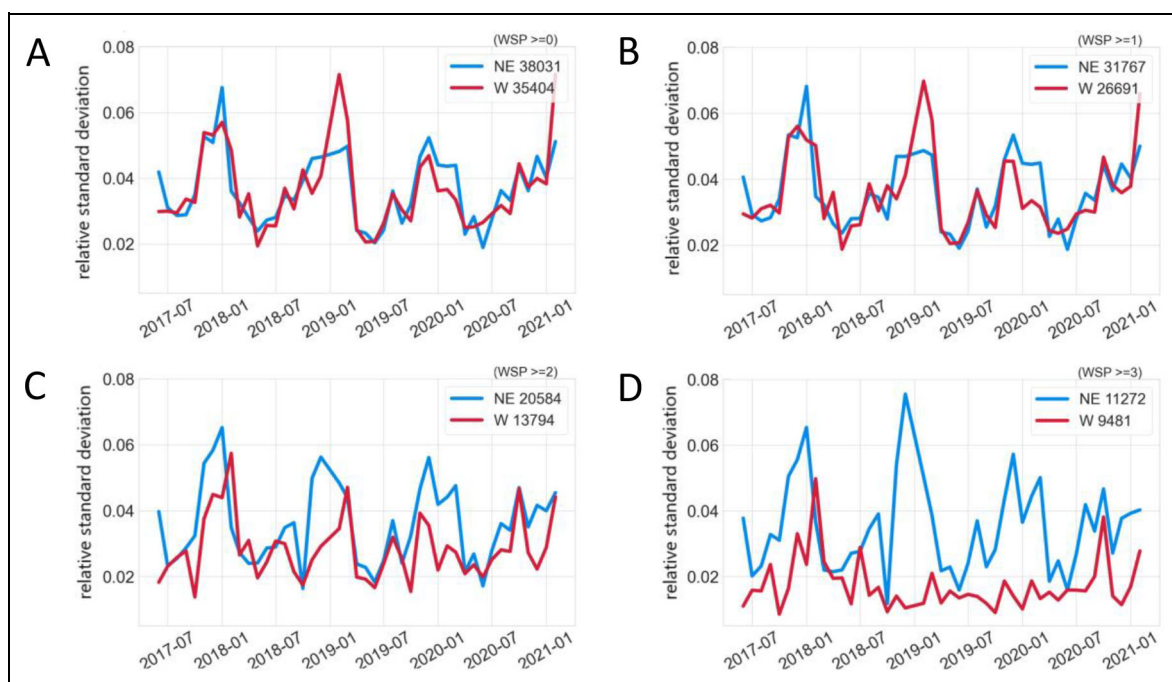 A
(WSP >=0)
NE 38031
W 35404
relative standard deviation
0.08
0.06
0.04
0.02
2017-07
2018-01
2018-07
2019-01
2019-07
2020-01
2020-07
2021-01
B
(WSP >=1)
NE 31767
W 26691
relative standard deviation
0.08
0.06
0.04
0.02
2017-07
2018-01
2018-07
2019-01
2019-07
2020-01
2020-07
2021-01
C
(WSP >=2)
NE 20584
W 13794
relative standard deviation
0.08
0.06
0.04
0.02
2017-07
2018-01
2018-07
2019-01
2019-07
2020-01
2020-07
2021-01
D
(WSP >=3)
NE 11272
W 9481
relative standard deviation
0.08
0.06
0.04
0.02
2017-07
2018-01
2018-07
2019-01
2019-07
2020-01
2020-07
2021-01